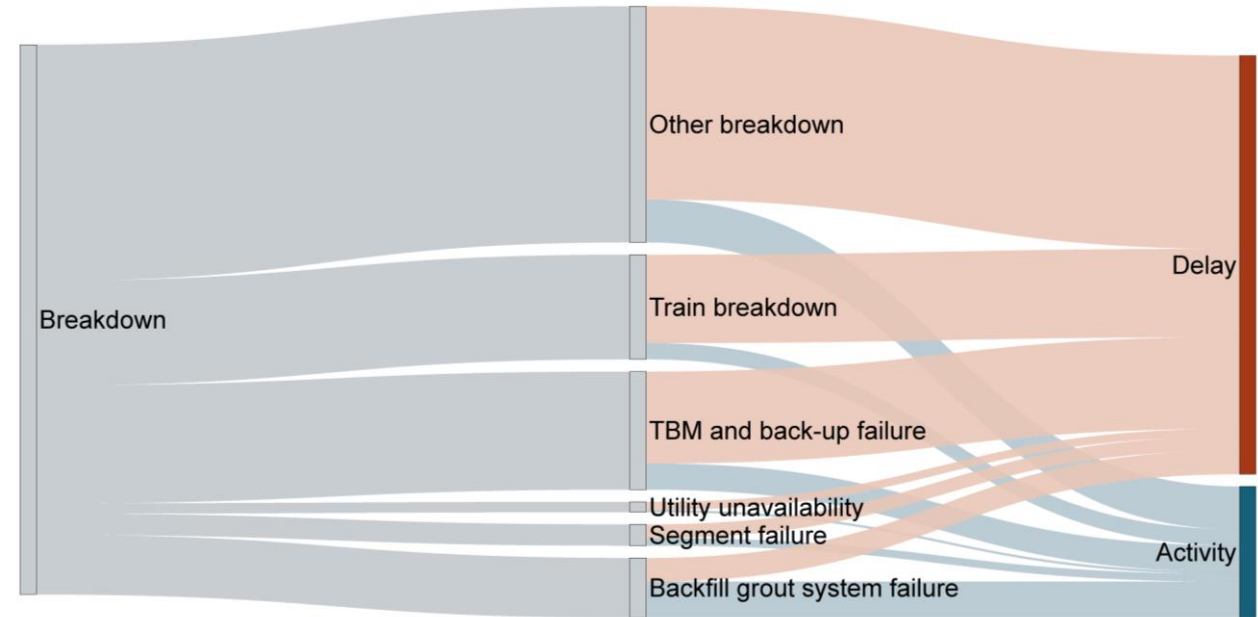 Other breakdown
Delay
Train breakdown
Breakdown
TBM and back-up failure
Utility unavailability
Segment failure
Activity
Backfill grout system failure